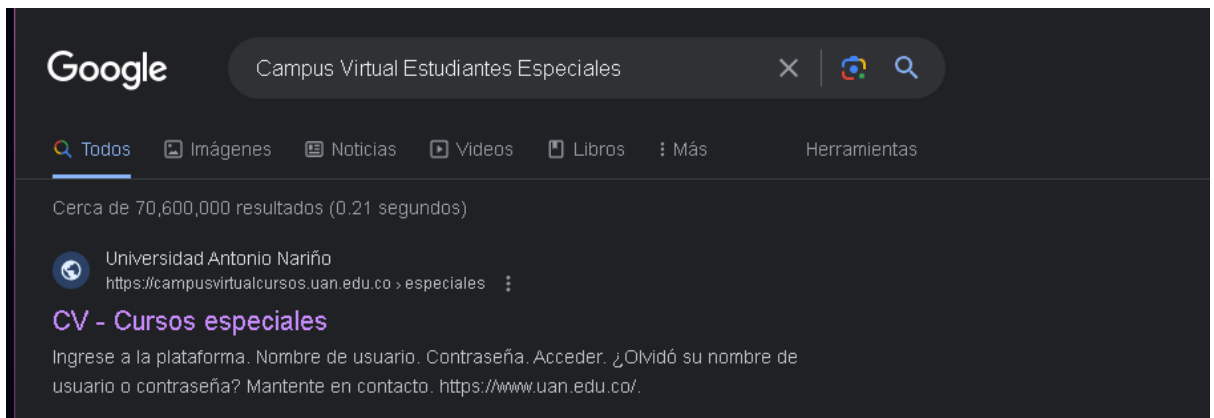 Google
Campus Virtual Estudiantes Especiales
Todos Imágenes Noticias Videos Libros Más Herramientas
Cerca de 70,600,000 resultados (0.21 segundos)
Universidad Antonio Nariño
https://campusvirtualcursos.uan.edu.co › especiales
CV - Cursos especiales
Ingrese a la plataforma. Nombre de usuario. Contraseña. Acceder. ¿Olvidó su nombre de
usuario o contraseña? Mantente en contacto. https://www.uan.edu.co/.